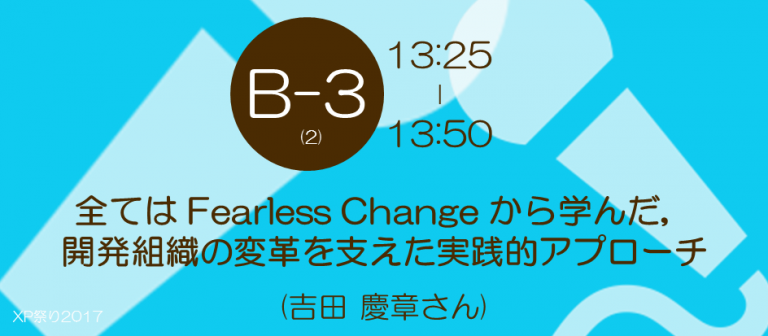 B-3
(2)
13:25
|
13:50
全ては Fearless Change から学んだ,
開発組織の変革を支えた実践的アプローチ
(吉田 慶章さん)
XP祭り2017